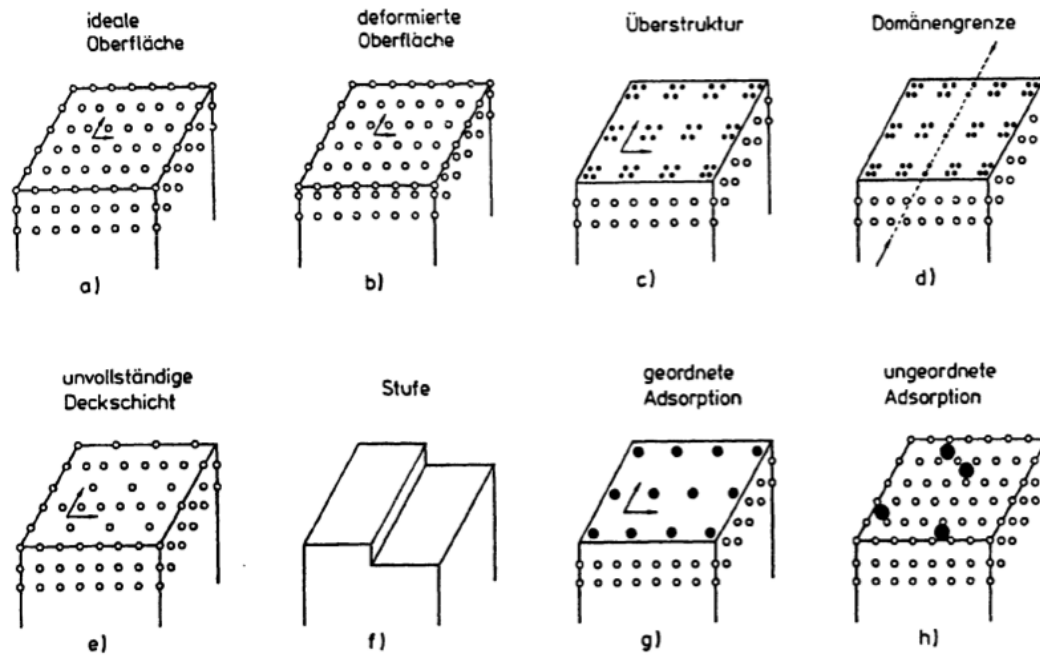 ideale
Oberfläche
deformierte
Oberfläche
Überstruktur
Domänengrenze
a)
b)
c)
d)
unvollständige
Deckschicht
Stufe
geordnete
Adsorption
ungeordnete
Adsorption
e)
f)
g)
h)